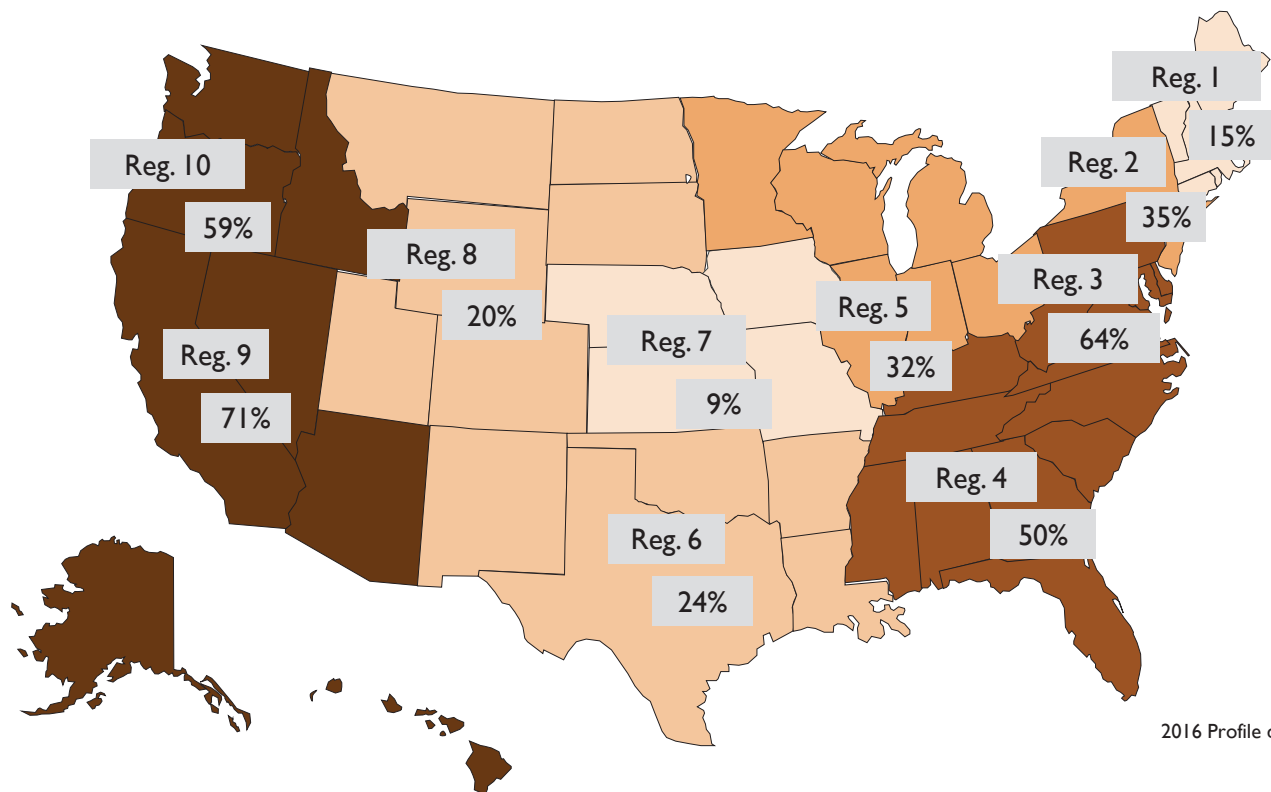 Reg. 1
15%
Reg. 2
35%
Reg. 10
59%
Reg. 8
20%
Reg. 3
64%
Reg. 5
32%
Reg. 7
9%
Reg. 9
71%
Reg. 4
50%
Reg. 6
24%
2016 Profile